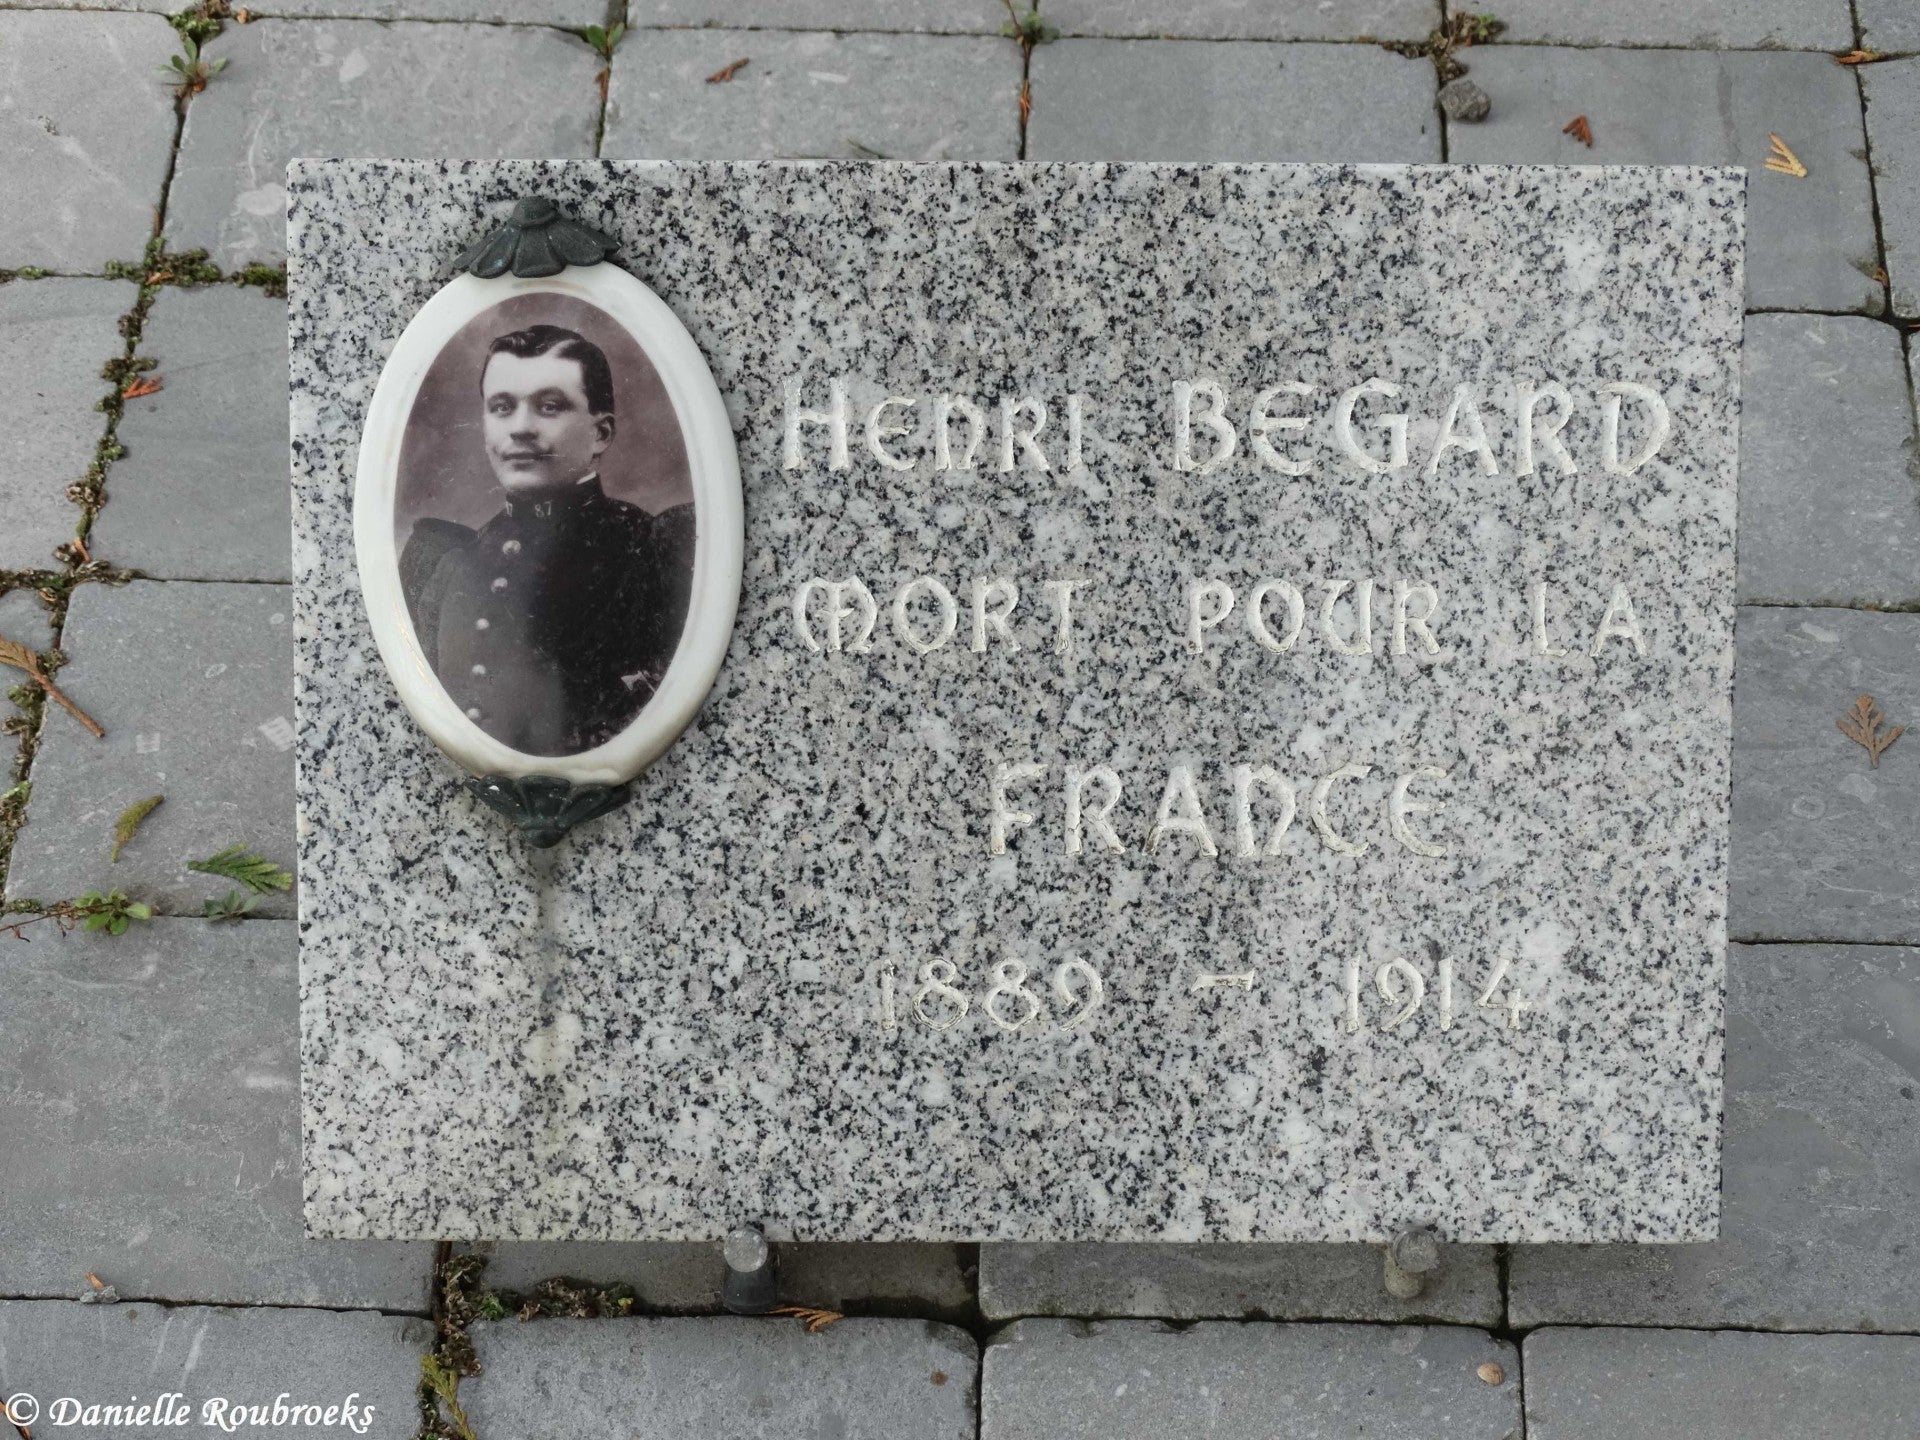 87
Henri BEGARD
MORT POUR LA
FRANCE
1889 - 1914
© Danielle Roubroeks